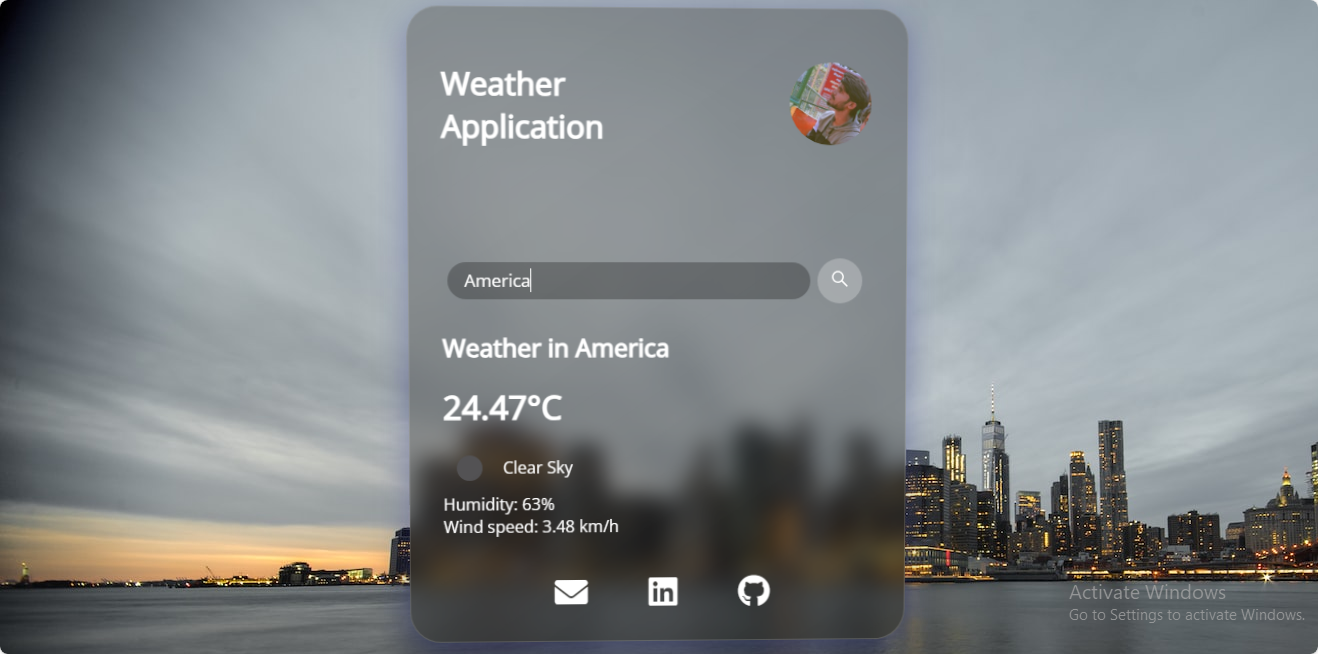 Weather
Application
America
Weather in America
24.47°C
Clear Sky
Humidity: 63%
Wind speed: 3.48 km/h
Activate Windows
Go to Settings to activate Windows.